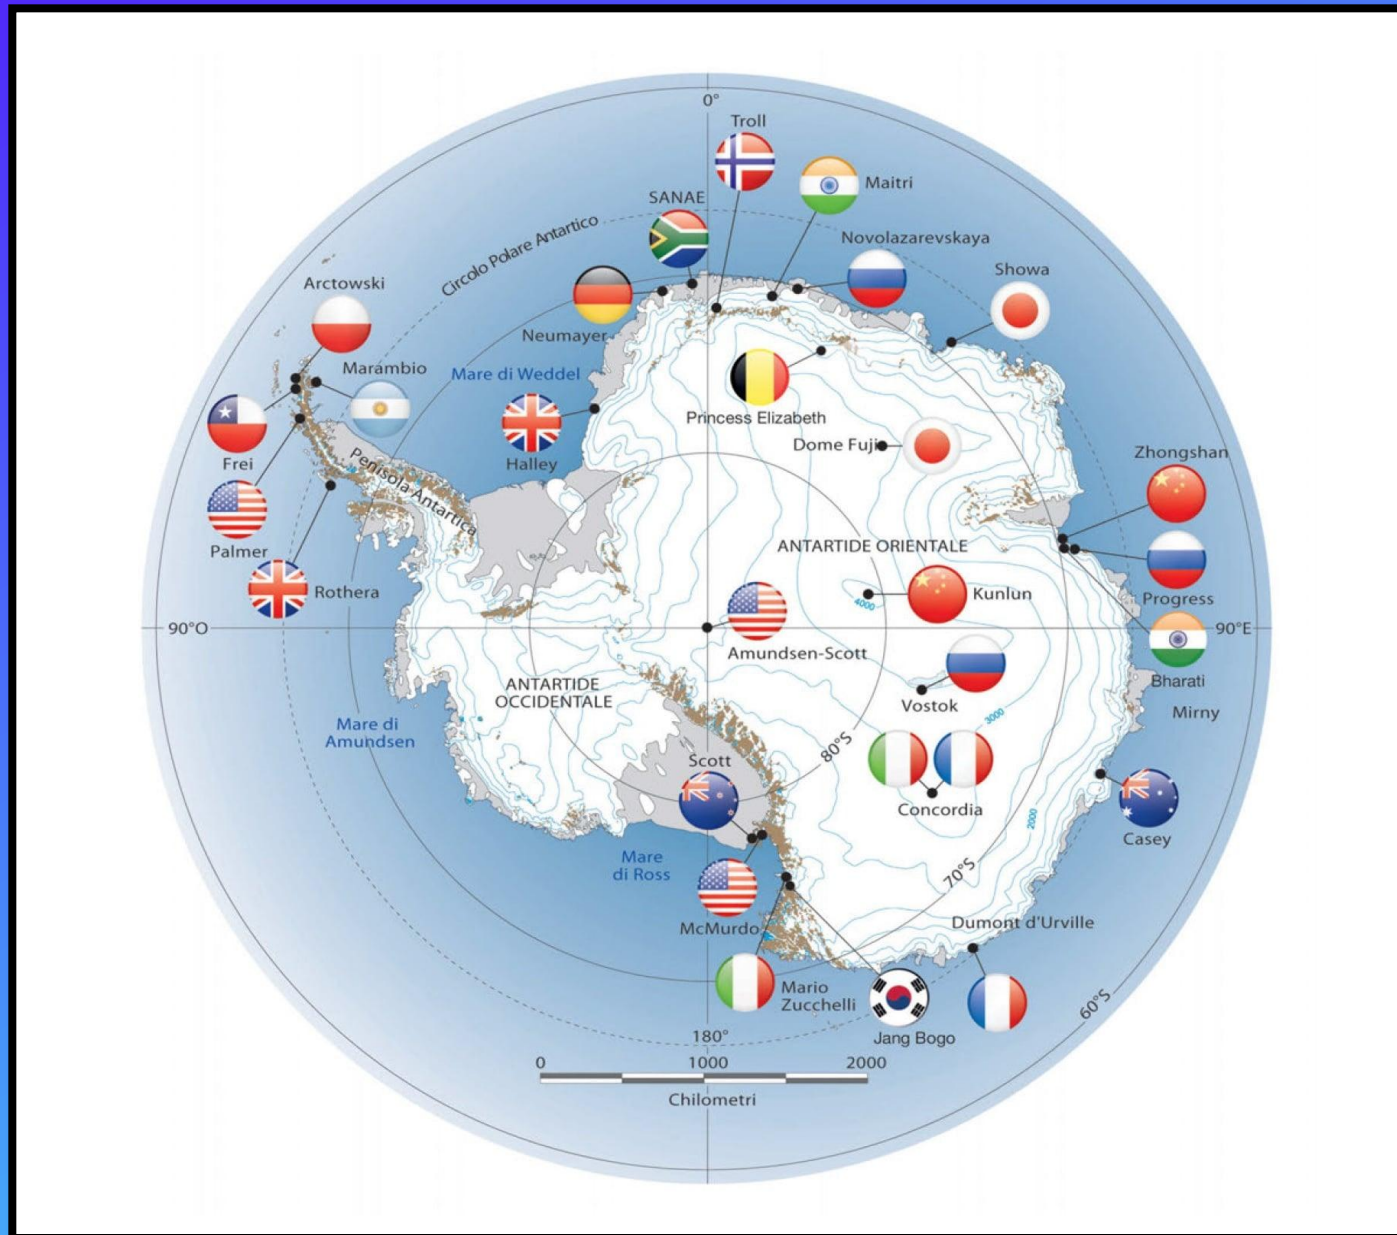 0°
Troll
Maitri
SANAE
Circolo Polare Antartico
Novolazarevskaya
Showa
Arctowski
Neumayer
Marambio
Mare di Weddel
Princess Elizabeth
Dome Fuji
Zhongshan
Frei
Halley
Penisola Antartica
Palmer
ANTARTIDE ORIENTALE
Rothera
4000
Kunlun
Progress
90°O
90°E
Amundsen-Scott
Bharati
ANTARTIDE
OCCIDENTALE
Vostok
Mirny
3000
Mare di
Amundsen
80°S
Scott
Concordia
2000
Casey
Mare
di Ross
70°S
McMurdo
Dumont d'Urville
Mario
Zucchelli
60°S
Jang Bogo
180°
0 1000 2000
Chilometri